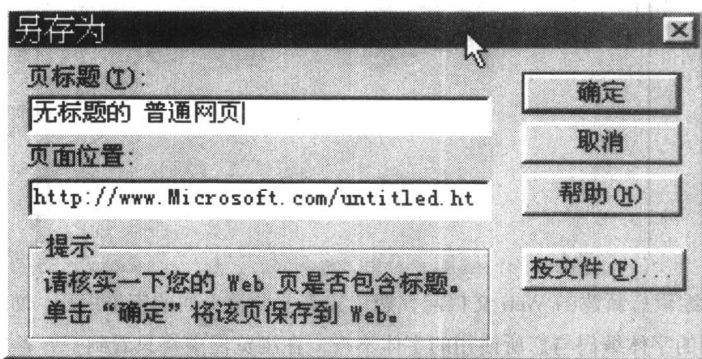 另存为
页标题(T):
无标题的 普通网页
页面位置:
http://www.Microsoft.com/untitled.ht
提示
请核实一下您的 Web 页是否包含标题。
单击“确定”将该页保存到 Web。
确定
取消
帮助(H)
按文件(F)...